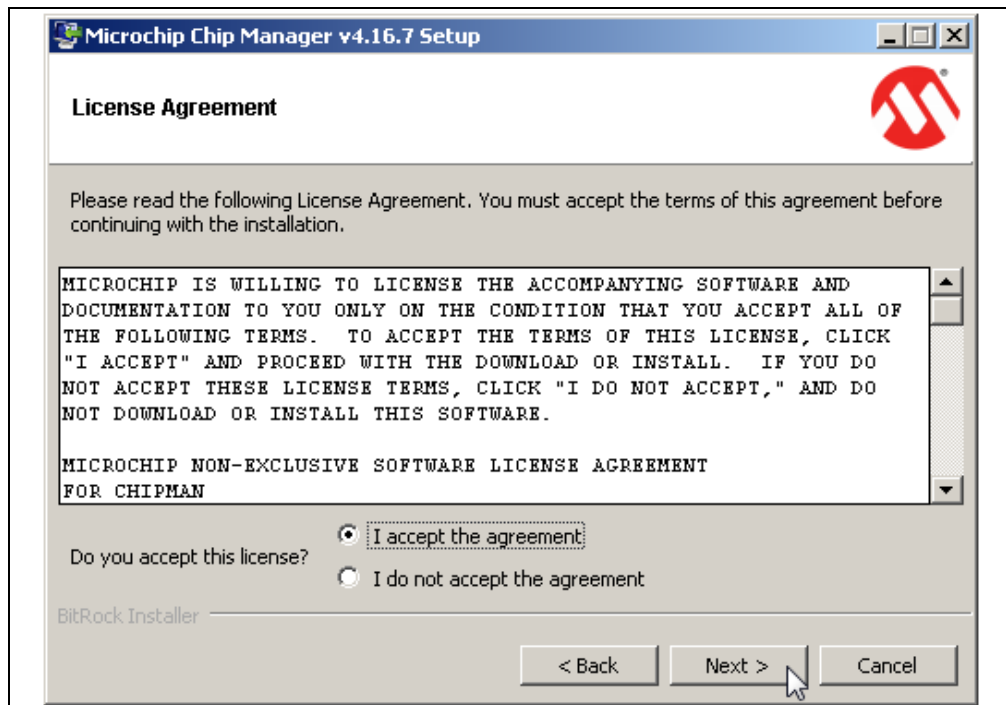 Microchip Chip Manager v4.16.7 Setup
License Agreement
Please read the following License Agreement. You must accept the terms of this agreement before
continuing with the installation.
MICROCHIP IS WILLING TO LICENSE THE ACCOMPANYING SOFTWARE AND
DOCUMENTATION TO YOU ONLY ON THE CONDITION THAT YOU ACCEPT ALL OF
THE FOLLOWING TERMS.  TO ACCEPT THE TERMS OF THIS LICENSE, CLICK
"I ACCEPT" AND PROCEED WITH THE DOWNLOAD OR INSTALL.  IF YOU DO
NOT ACCEPT THESE LICENSE TERMS, CLICK "I DO NOT ACCEPT," AND DO
NOT DOWNLOAD OR INSTALL THIS SOFTWARE.
MICROCHIP NON-EXCLUSIVE SOFTWARE LICENSE AGREEMENT
FOR CHIPMAN
Do you accept this license?
I accept the agreement
I do not accept the agreement
BitRock Installer
< Back Next > Cancel